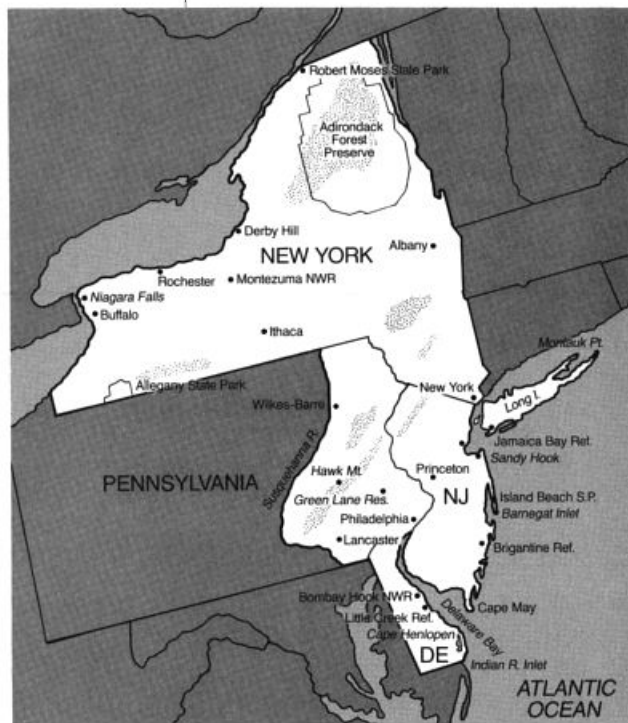 Robert Moses State Park
Adirondack
Forest
Preserve
Derby Hill
NEW YORK
Albany
Rochester
Montezuma NWR
Niagara Falls
Buffalo
Ithaca
Montauk Pt.
Allegany State Park
New York
Long I.
Wilkes-Barre
Jamaica Bay Ref.
Sandy Hook
Susquehanna R.
PENNSYLVANIA
Hawk Mt.
Princeton
Green Lane Res.
NJ
Island Beach S.P.
Barnegat Inlet
Philadelphia
Lancaster
Brigantine Ref.
Bombay Hook NWR
Cape May
Little Creek Ref.
Delaware Bay
Cape Henlopen
DE
Indian R. Inlet
ATLANTIC
OCEAN